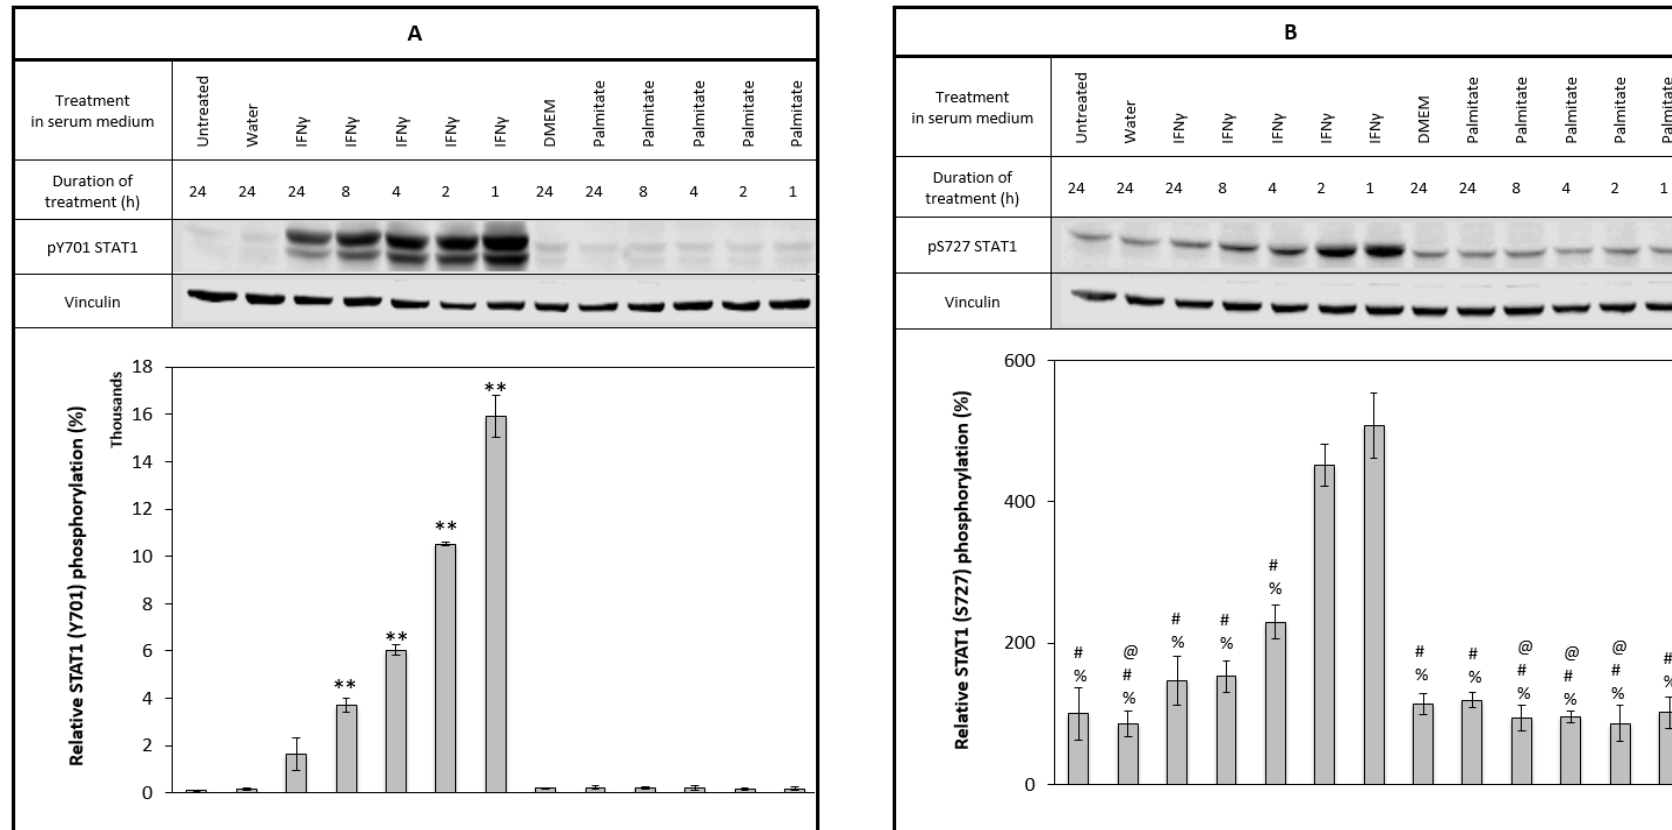 A
Treatment
in serum medium
Untreated
Water
IFNγ
IFNγ
IFNγ
IFNγ
IFNγ
DMEM
Palmitate
Palmitate
Palmitate
Palmitate
Palmitate
Duration of
treatment (h)
24 24 24 8 4 2 1 24 24 8 4 2 1
pY701 STAT1
Vinculin
Relative STAT1 (Y701) phosphorylation (%)
Thousands
18
16
14
12
10
8
6
4
2
0
**
**
**
**
B
Treatment
in serum medium
Untreated
Water
IFNγ
IFNγ
IFNγ
IFNγ
IFNγ
DMEM
Palmitate
Palmitate
Palmitate
Palmitate
Palmitate
Duration of
treatment (h)
24 24 24 8 4 2 1 24 24 8 4 2 1
pS727 STAT1
Vinculin
Relative STAT1 (S727) phosphorylation (%)
600
400
200
0
#
%
@
#
%
#
%
#
%
#
%
#
%
#
%
@
#
%
@
#
%
@
#
%
#
%